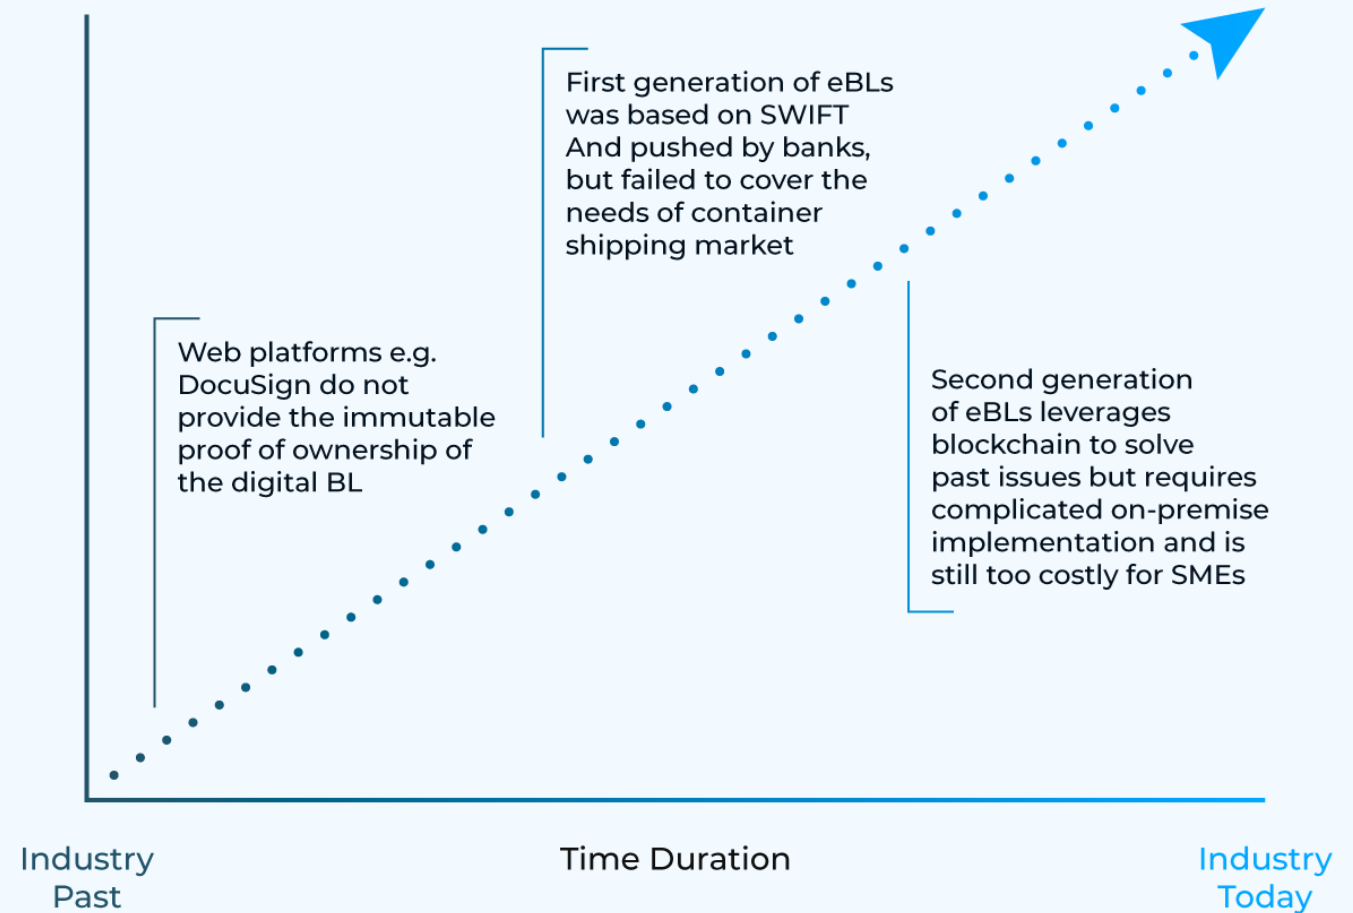 First generation of eBLs
was based on SWIFT
And pushed by banks,
but failed to cover the
needs of container
shipping market
Web platforms e.g.
DocuSign do not
provide the immutable
proof of ownership of
the digital BL
Second generation
of eBLs leverages
blockchain to solve
past issues but requires
complicated on-premise
implementation and is
still too costly for SMEs
Industry
Past
Time Duration
Industry
Today